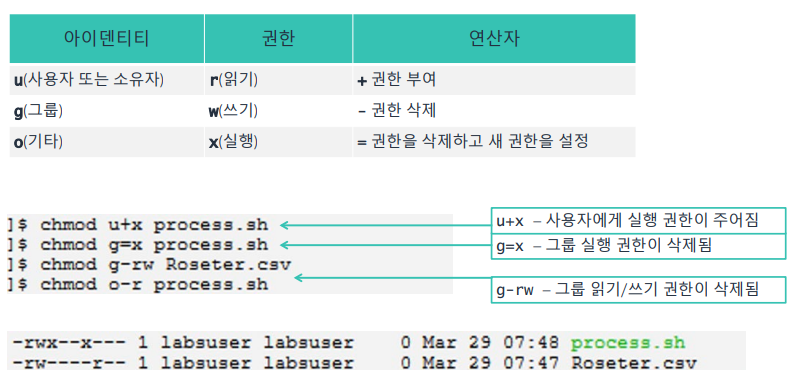 아이덴티티 권한 연산자
u(사용자 또는 소유자) r(읽기) + 권한 부여
g(그룹) w(쓰기) - 권한 삭제
o(기타) x(실행) = 권한을 삭제하고 새 권한을 설정
]$ chmod u+x process.sh
]$ chmod g=x process.sh
]$ chmod g-rw Roseter.csv
]$ chmod o-r process.sh
u+x – 사용자에게 실행 권한이 주어짐
g=x – 그룹 실행 권한이 삭제됨
g-rw – 그룹 읽기/쓰기 권한이 삭제됨
-rwx--x--- 1 labsuser labsuser 0 Mar 29 07:48 process.sh
-rw----r-- 1 labsuser labsuser 0 Mar 29 07:47 Roseter.csv